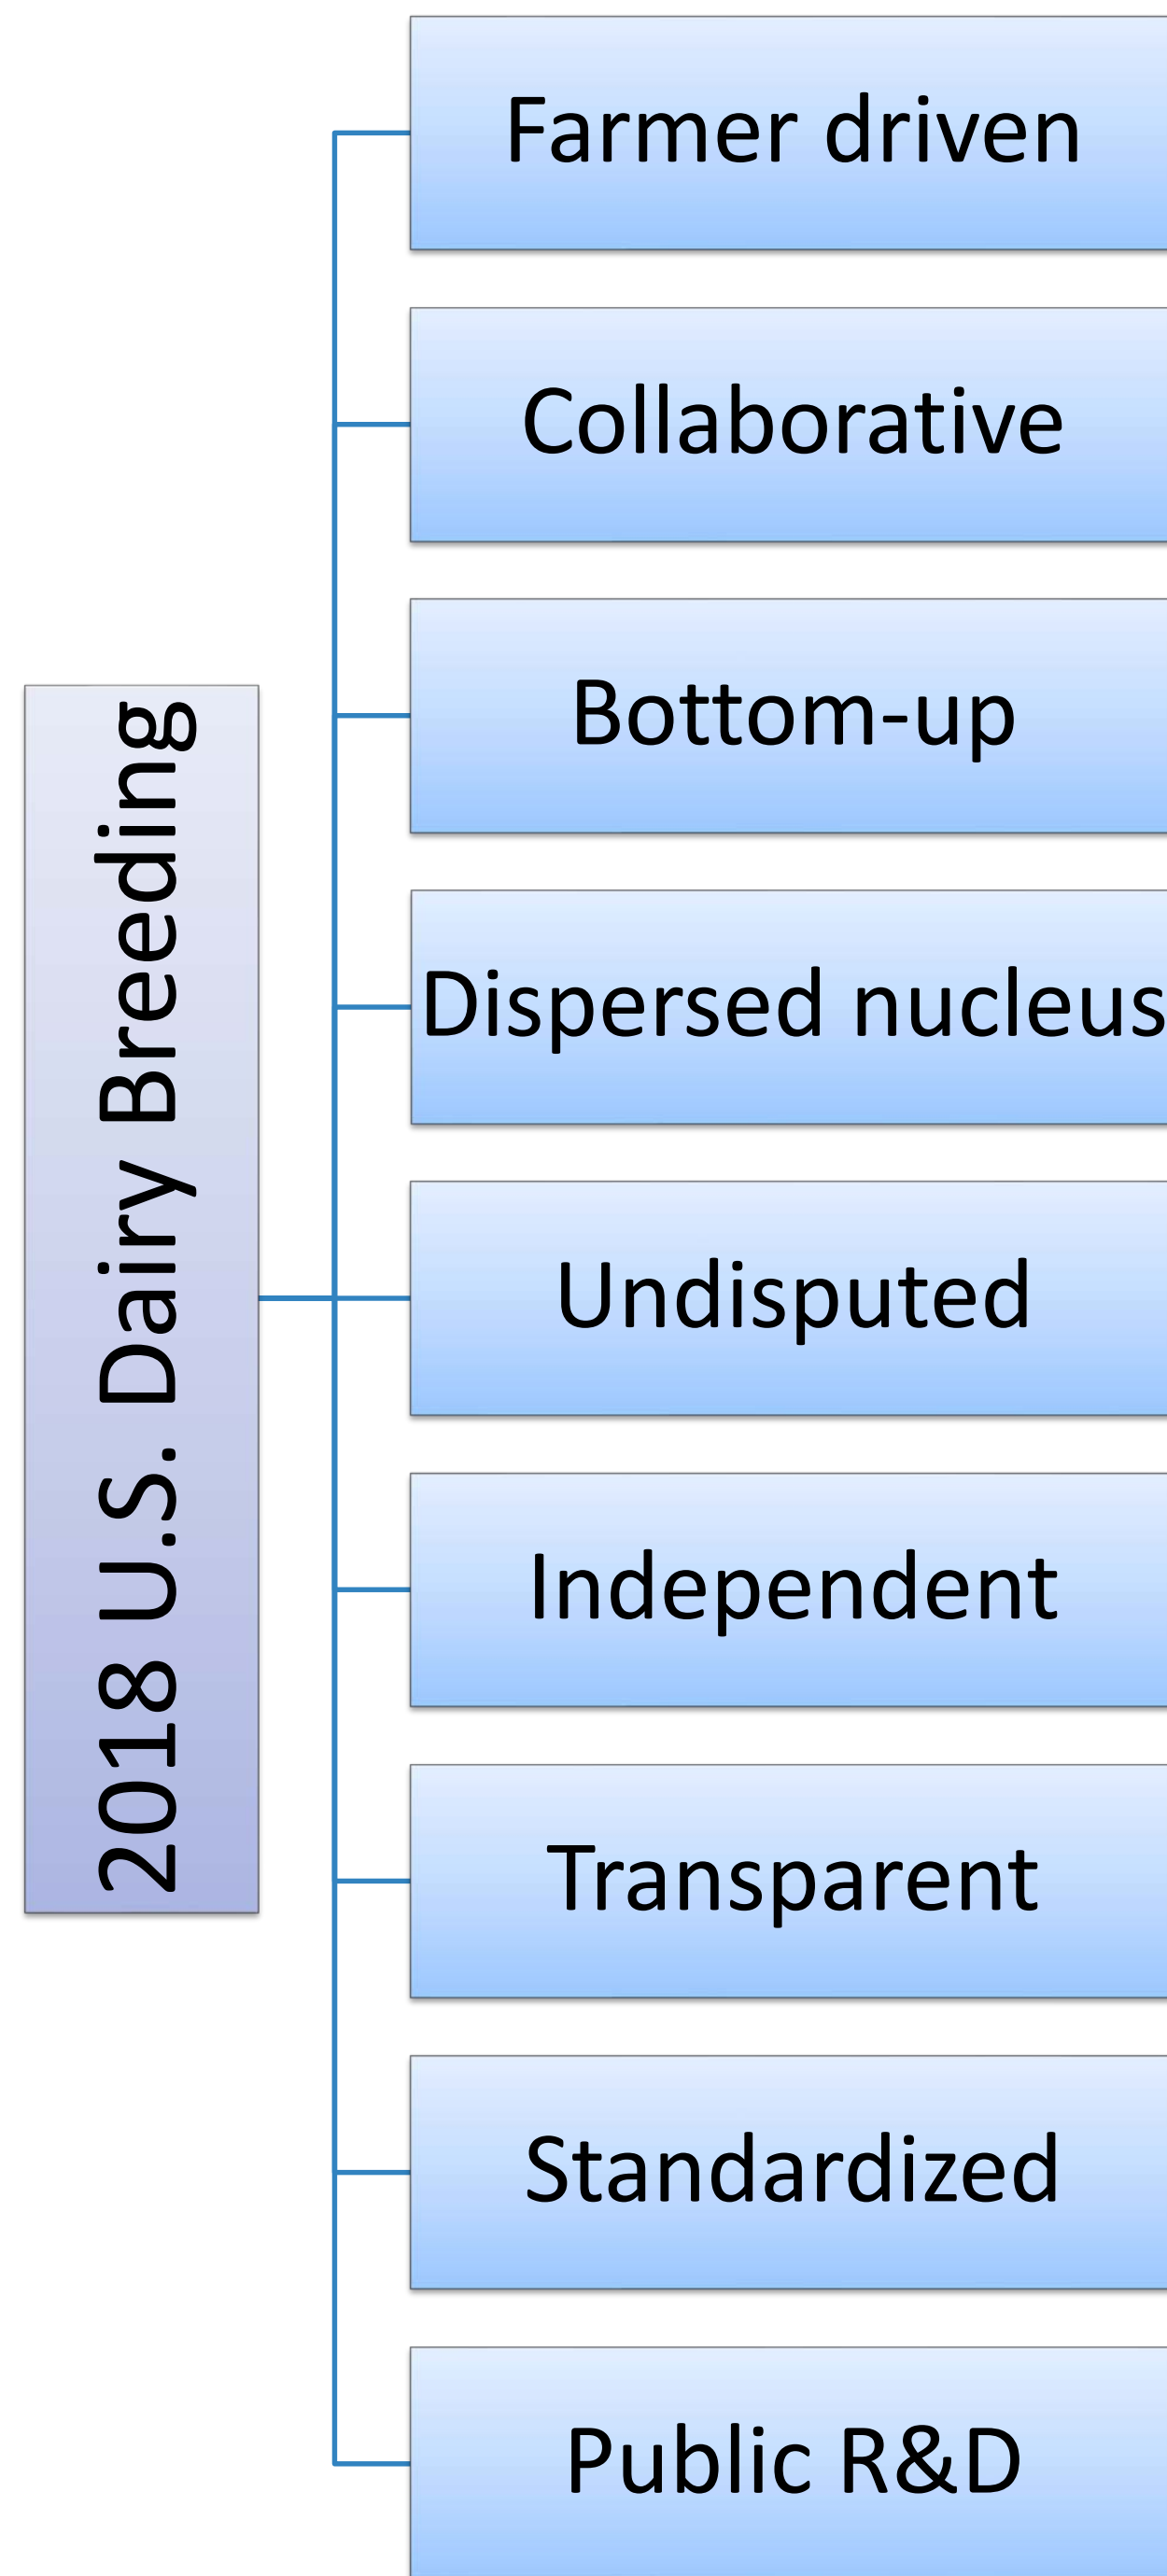 2018 U.S. Dairy Breeding
Farmer driven
Collaborative
Bottom-up
Dispersed nucleus
Undisputed
Independent
Transparent
Standardized
Public R&D